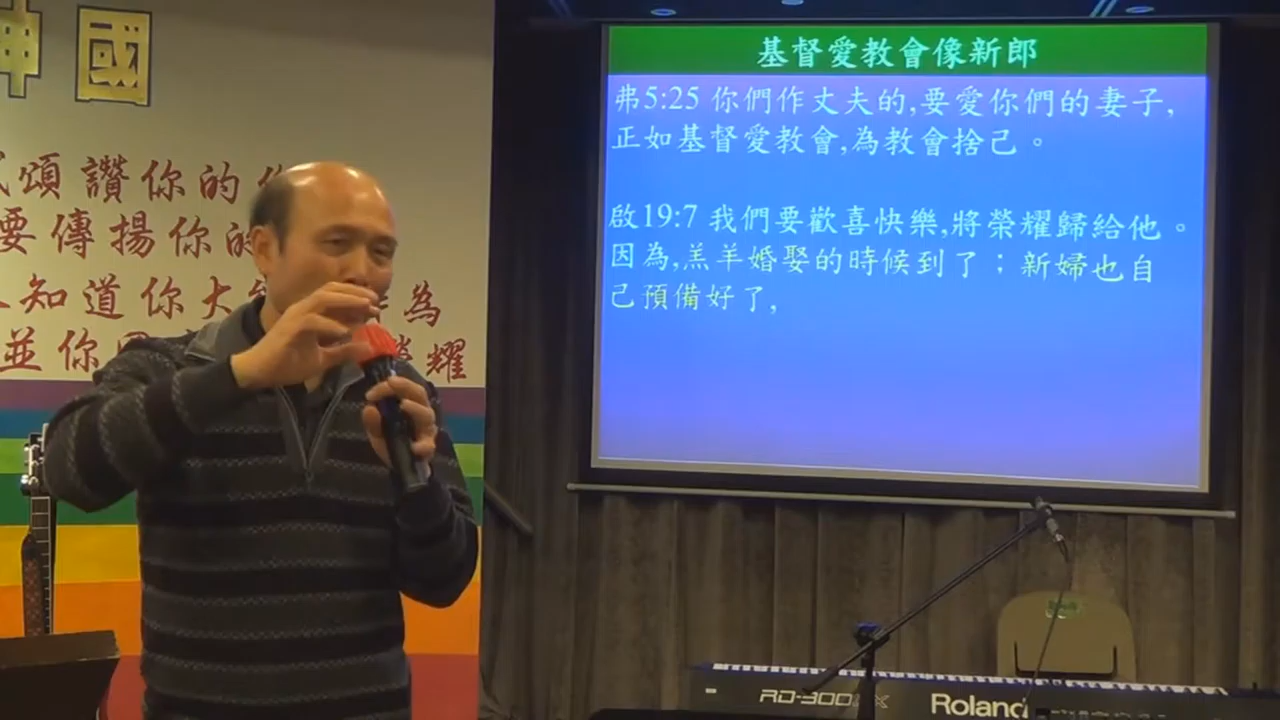 神國
頌讚你的
要傳揚你的
知道你大 為
並你國 榮耀
基督愛教會像新郎
弗5:25 你們作丈夫的,要愛你們的妻子,
正如基督愛教會,為教會捨己。
啟19:7 我們要歡喜快樂,將榮耀歸給他。
因為,羔羊婚娶的時候到了；新婦也自
己預備好了,
Roland